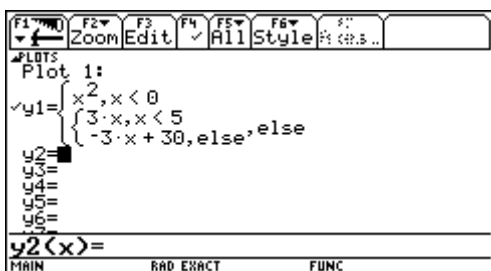 F1 F2▾ Zoom F3 Edit F4 ✓ F5▾ All F6▾ Style
PLOTS
Plot 1:
✓y1={x²,x<0
{3·x,x<5
{-3·x+30,else,else
y2=
y3=
y4=
y5=
y6=
y2(x)=
MAIN RAD EXACT FUNC